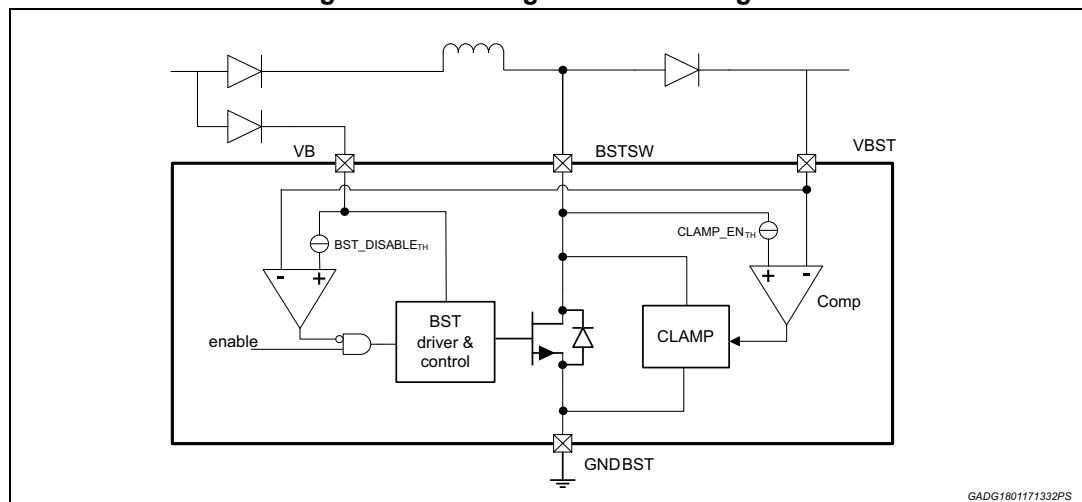 VB
BSTSW
VBST
BST_DISABLETH
CLAMP_ENTH
- +
+ -
Comp
enable
BST
driver &
control
CLAMP
GNDBST
GADG1801171332PS